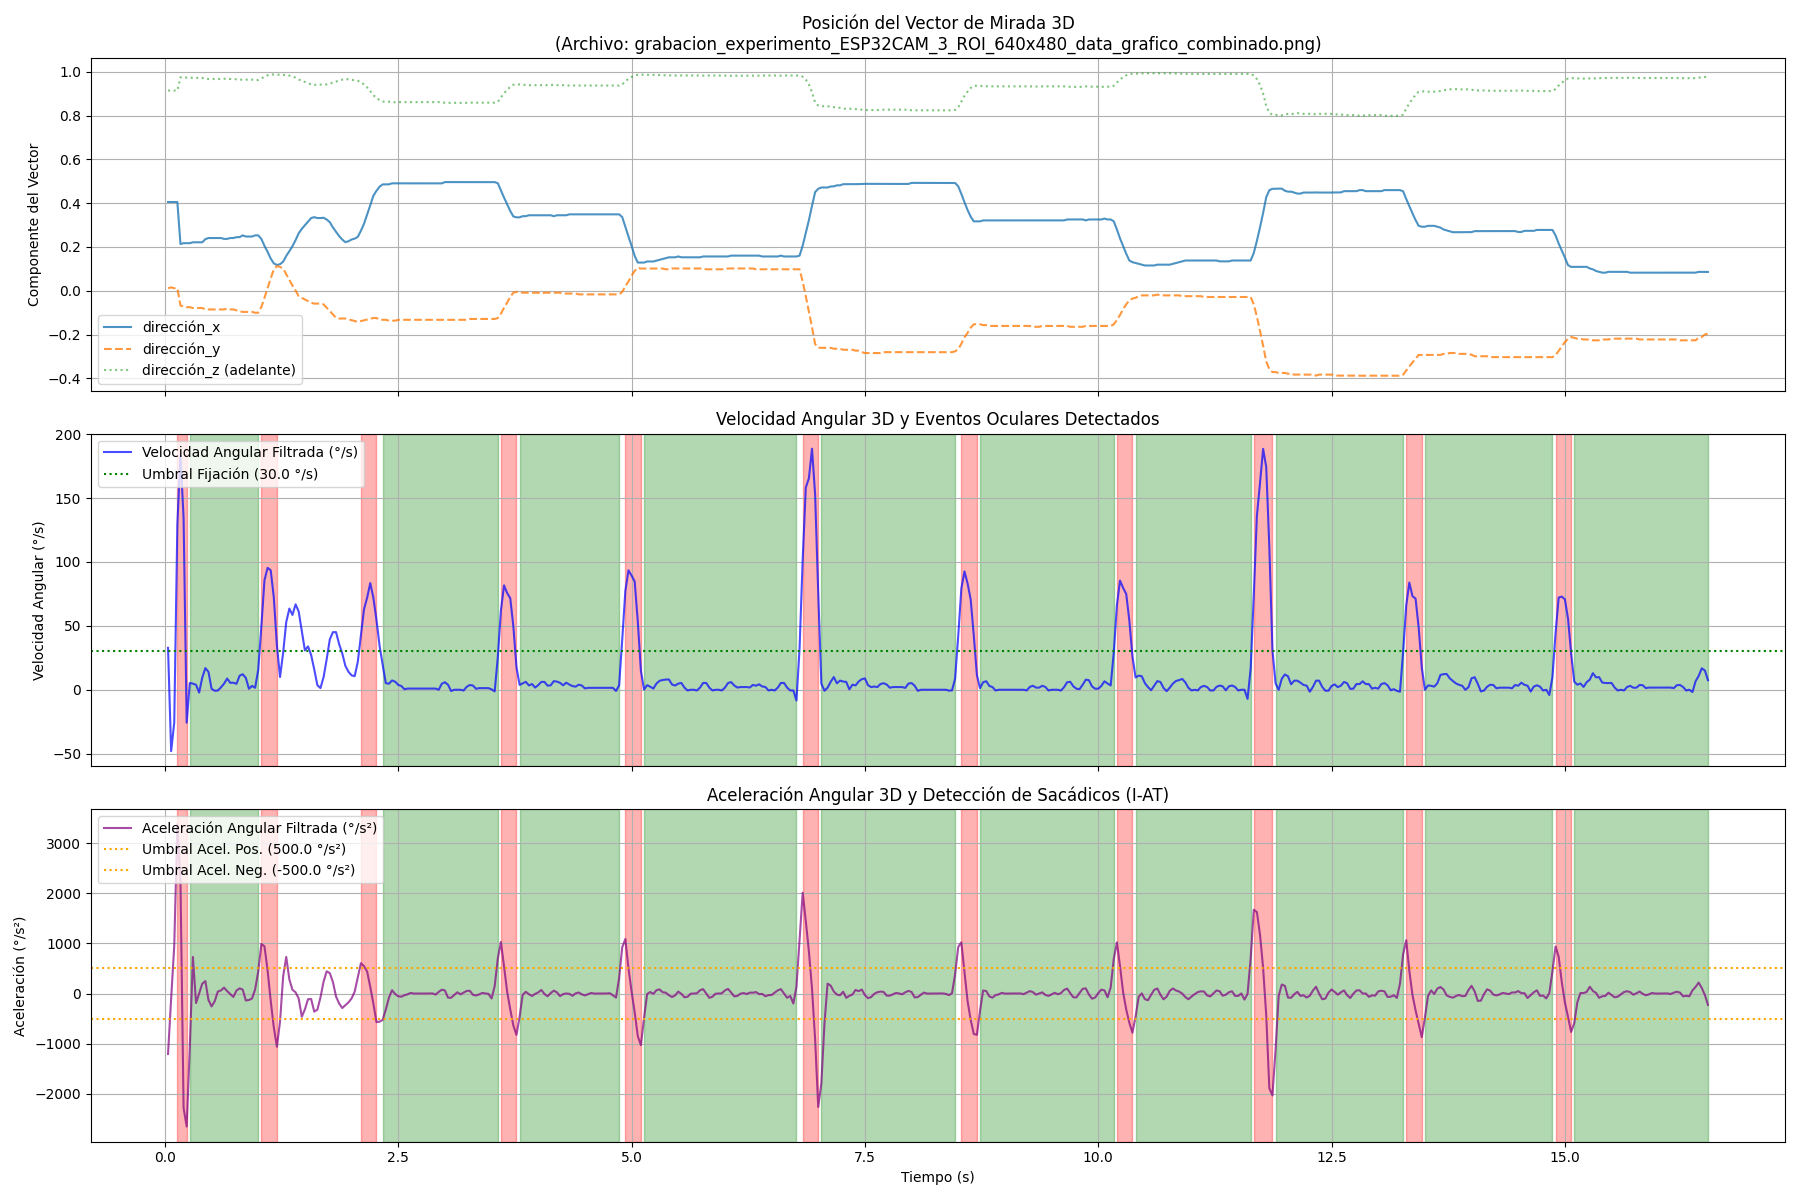 Posición del Vector de Mirada 3D
(Archivo: grabacion_experimento_ESP32CAM_3_ROI_640x480_data_grafico_combinado.png)
Componente del Vector
1.0
0.8
0.6
0.4
0.2
0.0
−0.2
−0.4
dirección_x
dirección_y
dirección_z (adelante)
Velocidad Angular 3D y Eventos Oculares Detectados
Velocidad Angular (°/s)
200
150
100
50
0
−50
Velocidad Angular Filtrada (°/s)
Umbral Fijación (30.0 °/s)
Aceleración Angular 3D y Detección de Sacádicos (I-AT)
Aceleración (°/s²)
3000
2000
1000
0
−1000
−2000
Aceleración Angular Filtrada (°/s²)
Umbral Acel. Pos. (500.0 °/s²)
Umbral Acel. Neg. (-500.0 °/s²)
0.0 2.5 5.0 7.5 10.0 12.5 15.0
Tiempo (s)